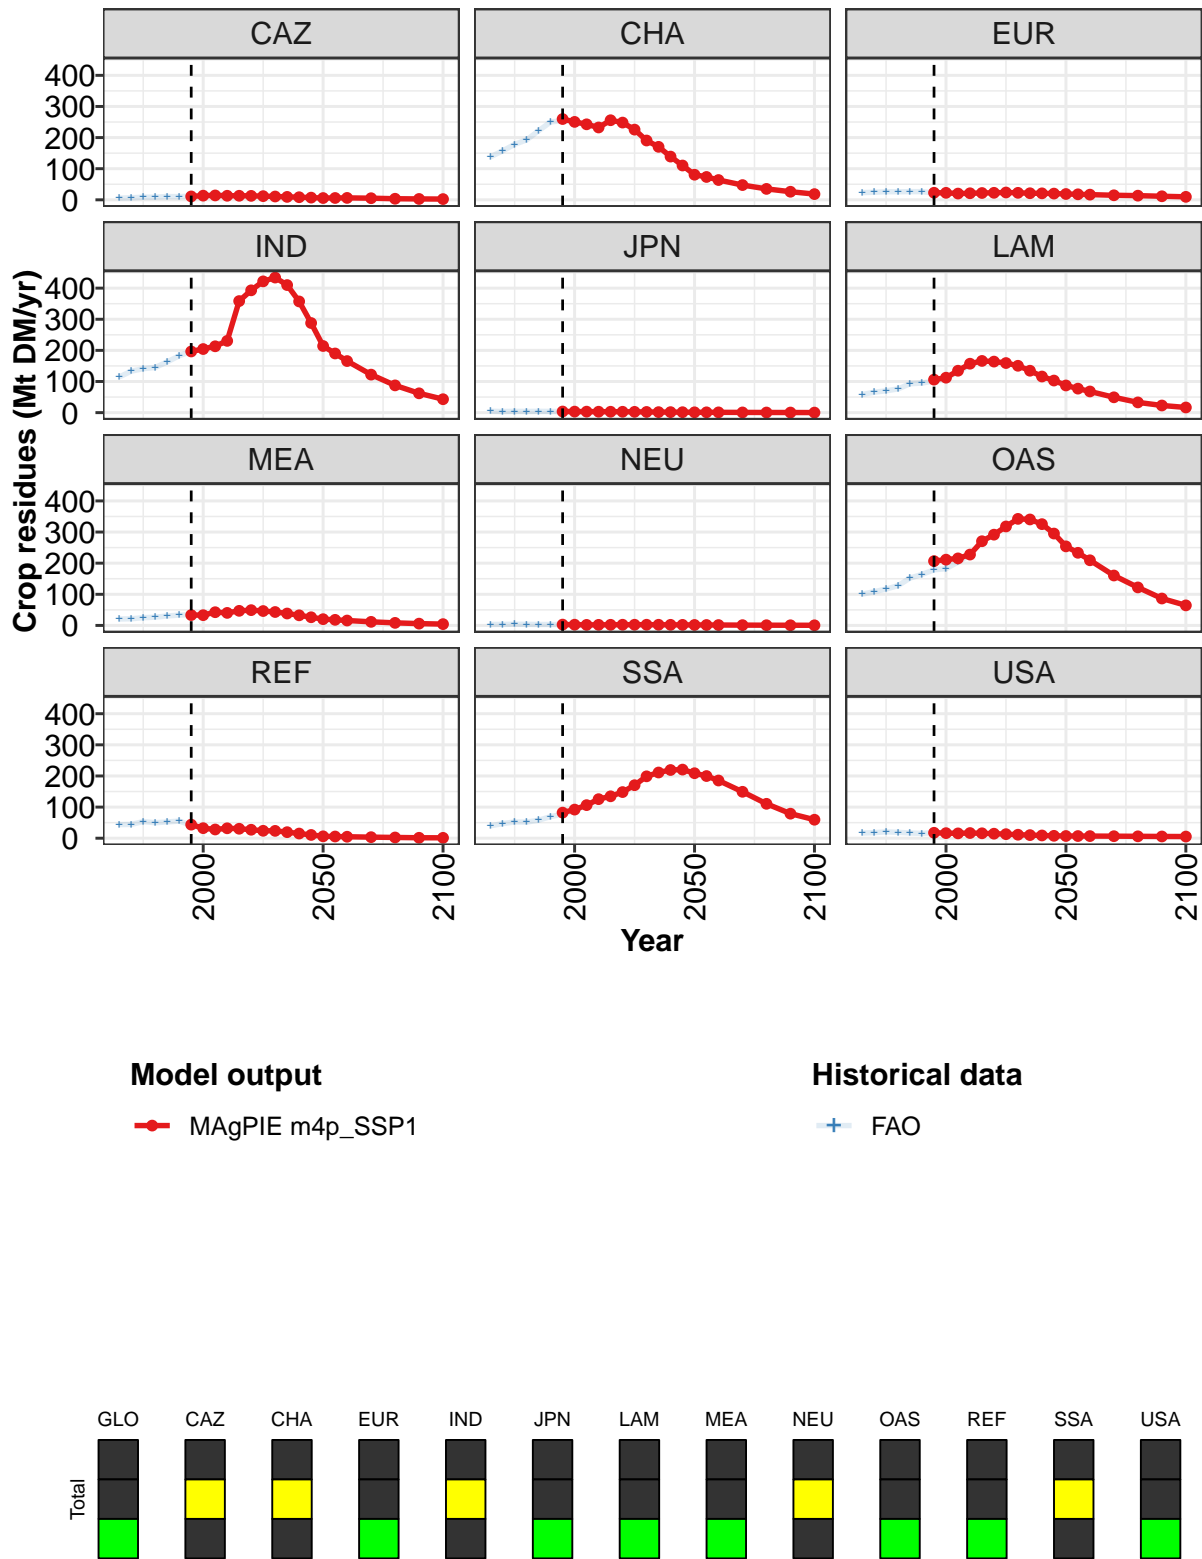 CAZ CHA EUR
400
300
200
100
0
IND JPN LAM
400
300
200
100
0
MEA NEU OAS
400
300
200
100
0
REF SSA USA
400
300
200
100
0
Crop residues (Mt DM/yr)
2000 2050 2100 2000 2050 2100 2000 2050 2100
Year
Model output Historical data
MAgPIE m4p_SSP1 FAO
GLO CAZ CHA EUR IND JPN LAM MEA NEU OAS REF SSA USA
Total